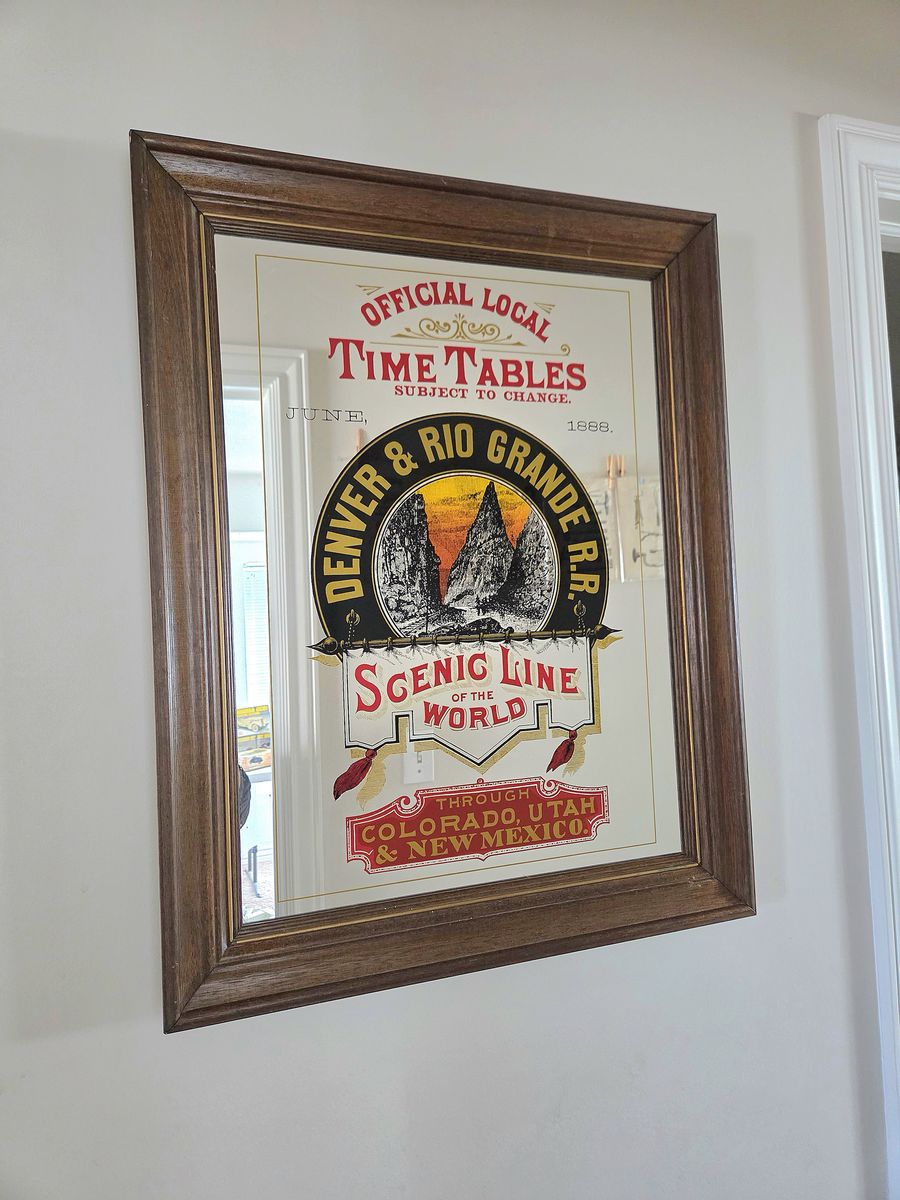 OFFICIAL LOCAL
TIME TABLES
SUBJECT TO CHANGE.
JUNE, 1888.
DENVER & RIO GRANDE R.R.
SCENIC LINE
OF THE
WORLD
THROUGH
COLORADO, UTAH
& NEW MEXICO.